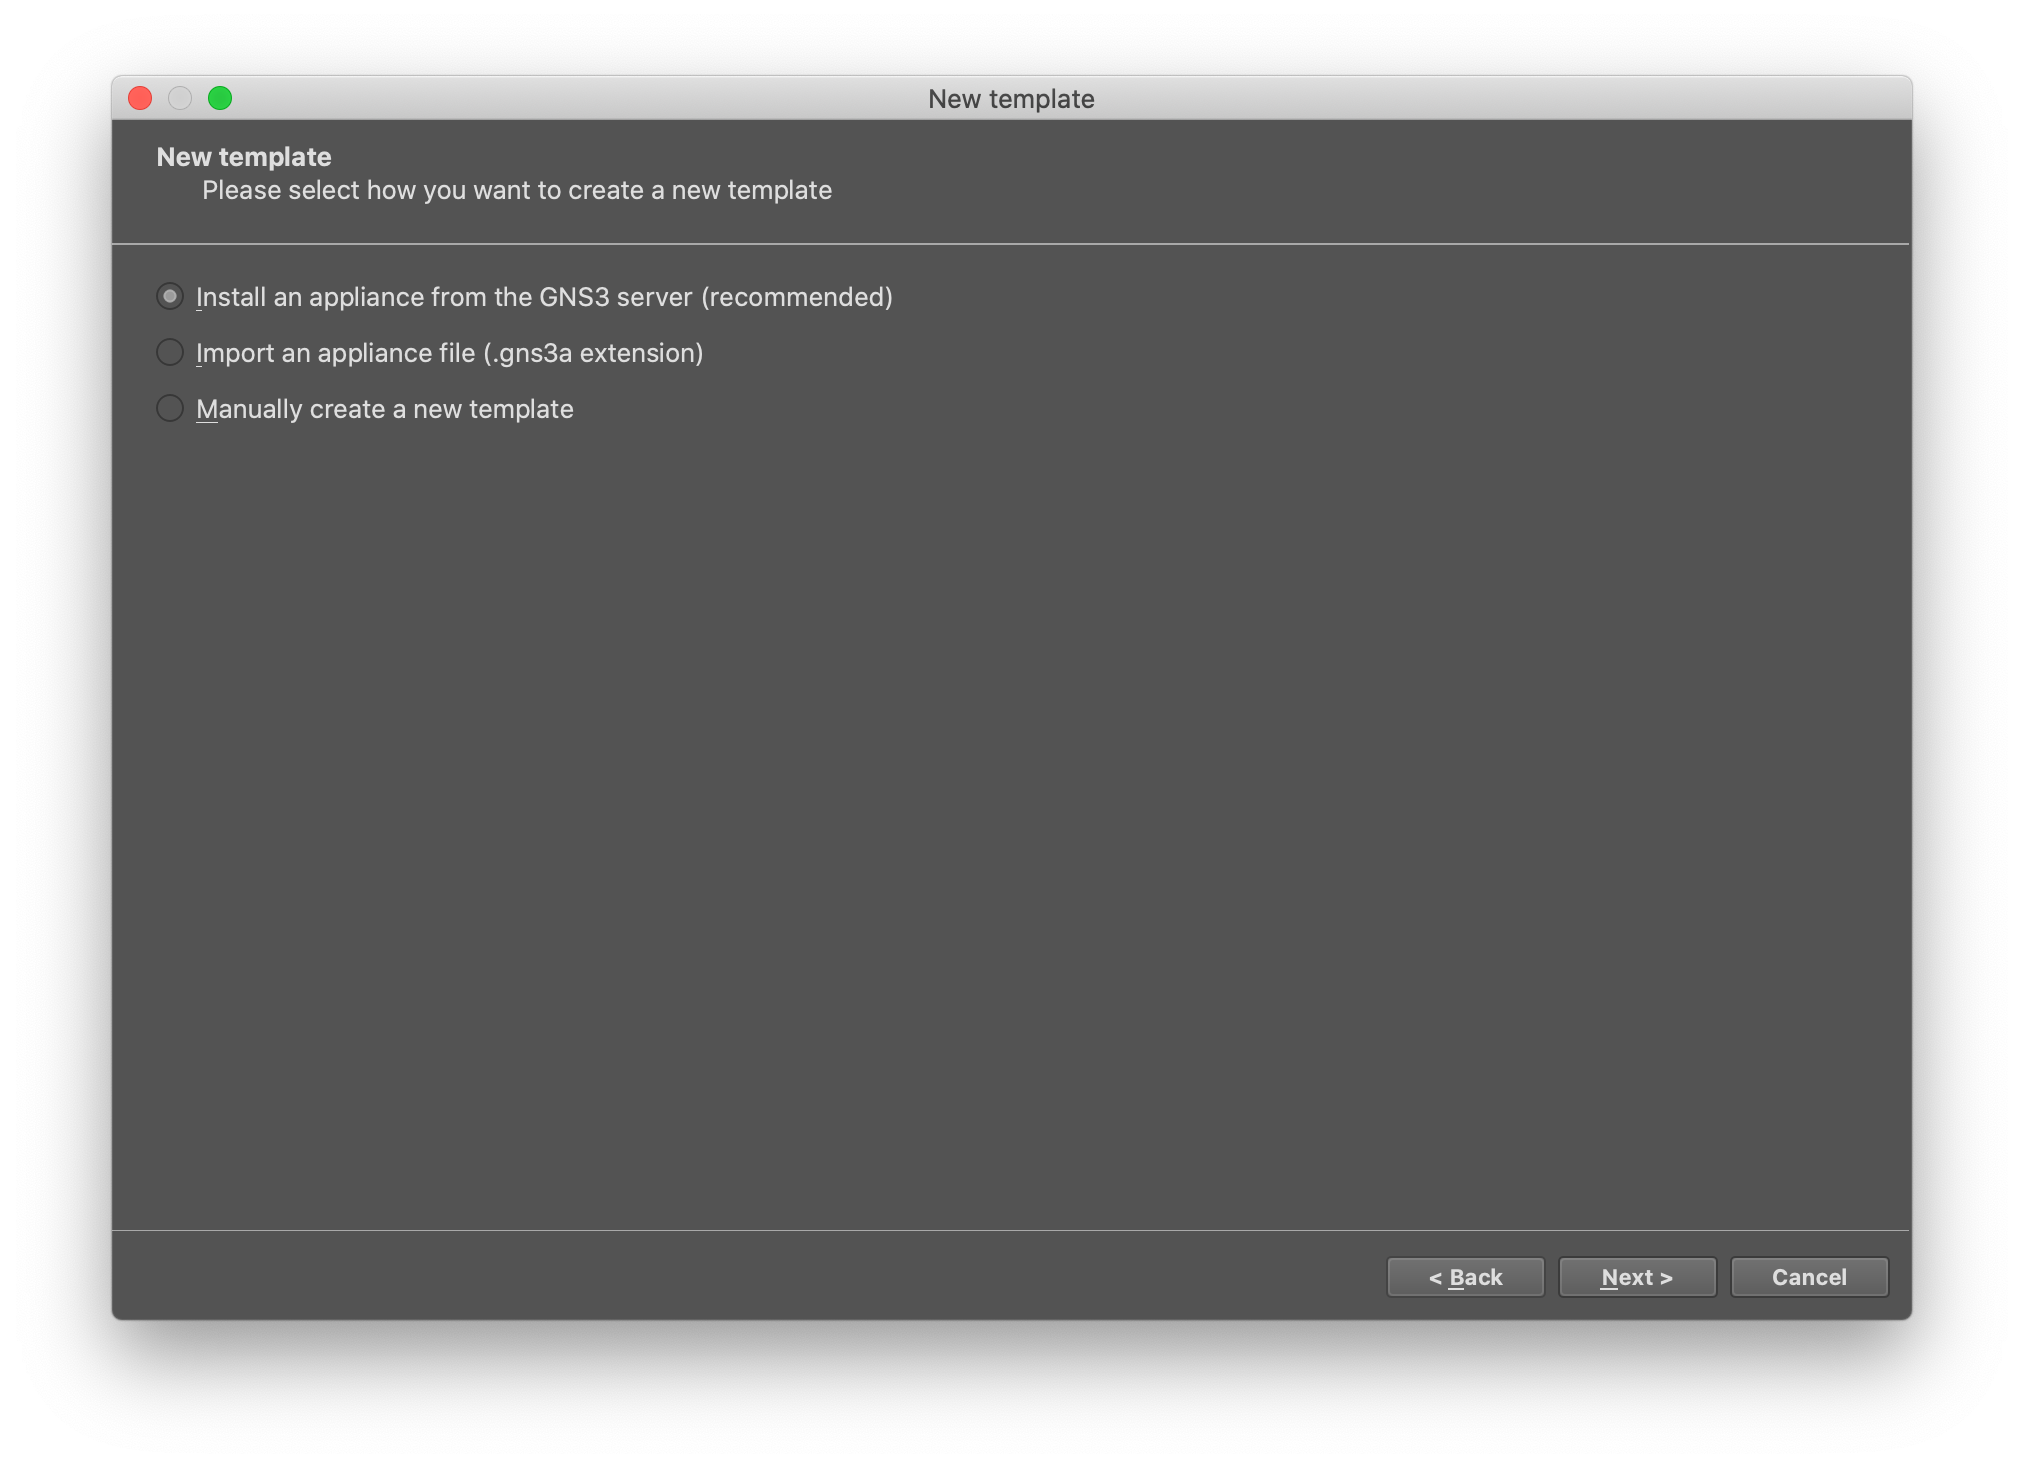 New template
New template
Please select how you want to create a new template
Install an appliance from the GNS3 server (recommended)
Import an appliance file (.gns3a extension)
Manually create a new template
< Back
Next >
Cancel